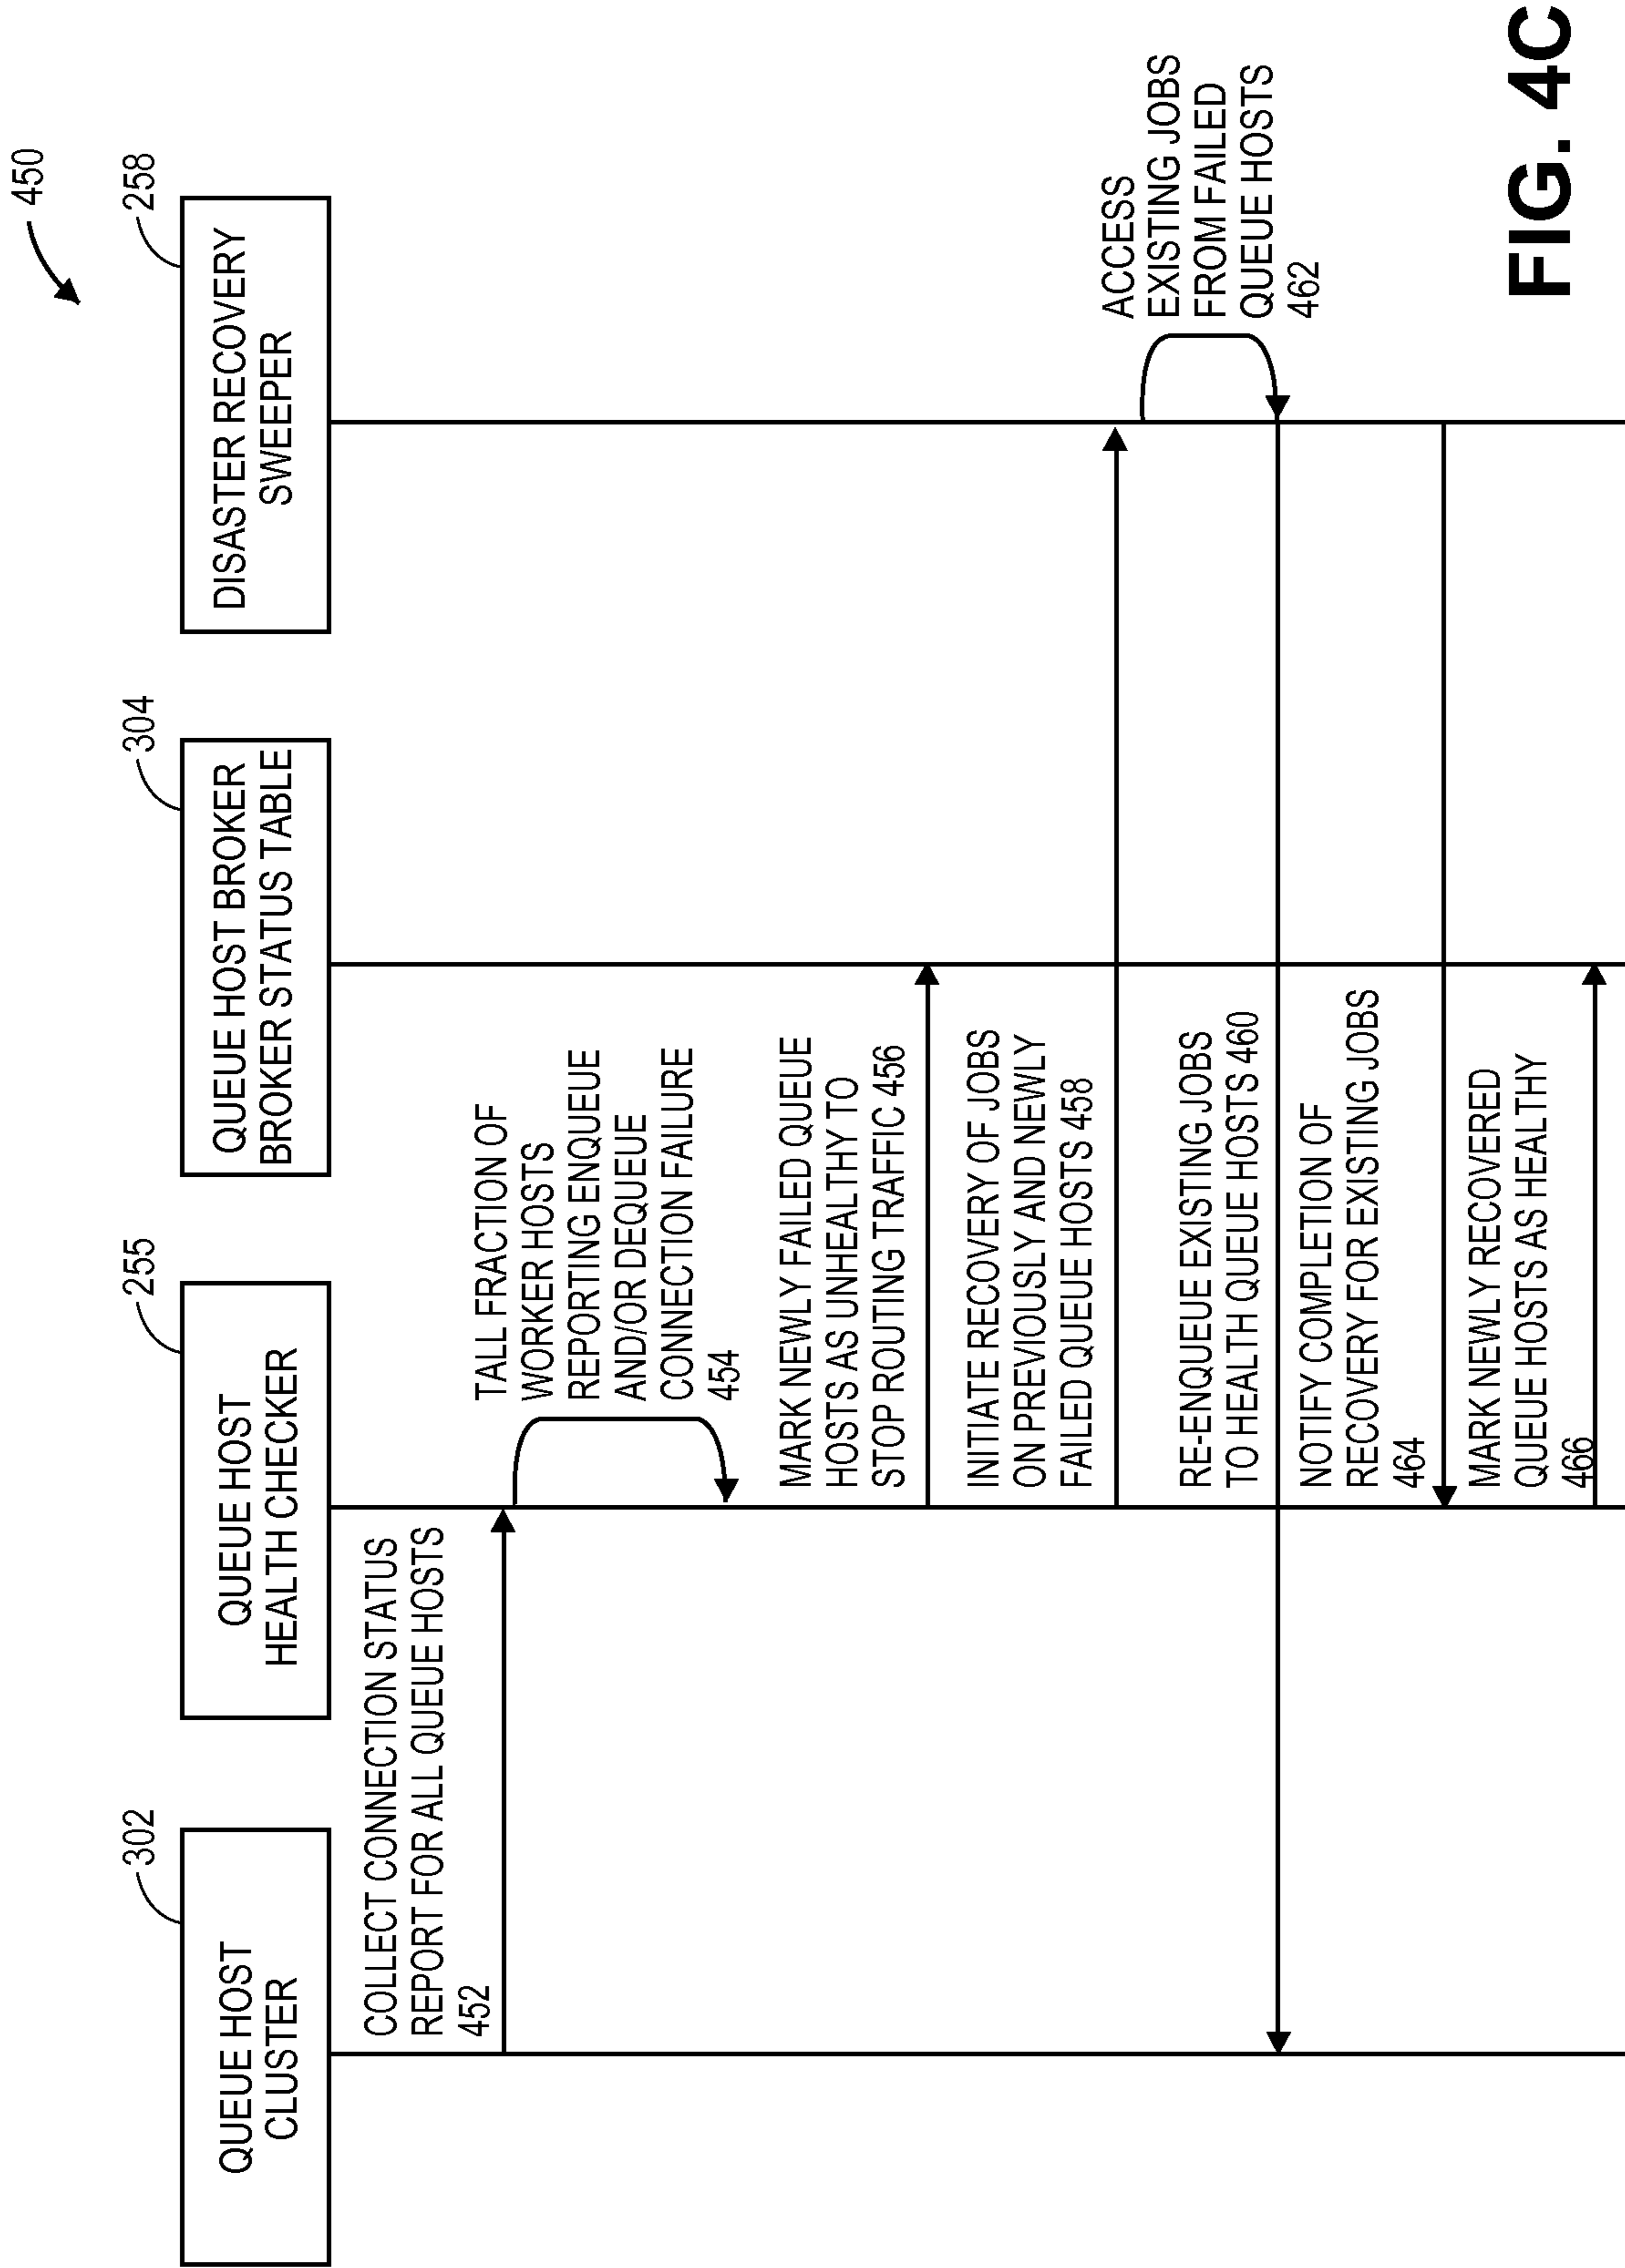 450
302
QUEUE HOST
CLUSTER
255
QUEUE HOST
HEALTH CHECKER
304
QUEUE HOST BROKER
BROKER STATUS TABLE
258
DISASTER RECOVERY
SWEEPER
COLLECT CONNECTION STATUS
REPORT FOR ALL QUEUE HOSTS
452
TALL FRACTION OF
WORKER HOSTS
REPORTING ENQUEUE
AND/OR DEQUEUE
CONNECTION FAILURE
454
MARK NEWLY FAILED QUEUE
HOSTS AS UNHEALTHY TO
STOP ROUTING TRAFFIC 456
INITIATE RECOVERY OF JOBS
ON PREVIOUSLY AND NEWLY
FAILED QUEUE HOSTS 458
ACCESS
EXISTING JOBS
FROM FAILED
QUEUE HOSTS
462
RE-ENQUEUE EXISTING JOBS
TO HEALTH QUEUE HOSTS 460
NOTIFY COMPLETION OF
RECOVERY FOR EXISTING JOBS
464
MARK NEWLY RECOVERED
QUEUE HOSTS AS HEALTHY
466
FIG. 4C